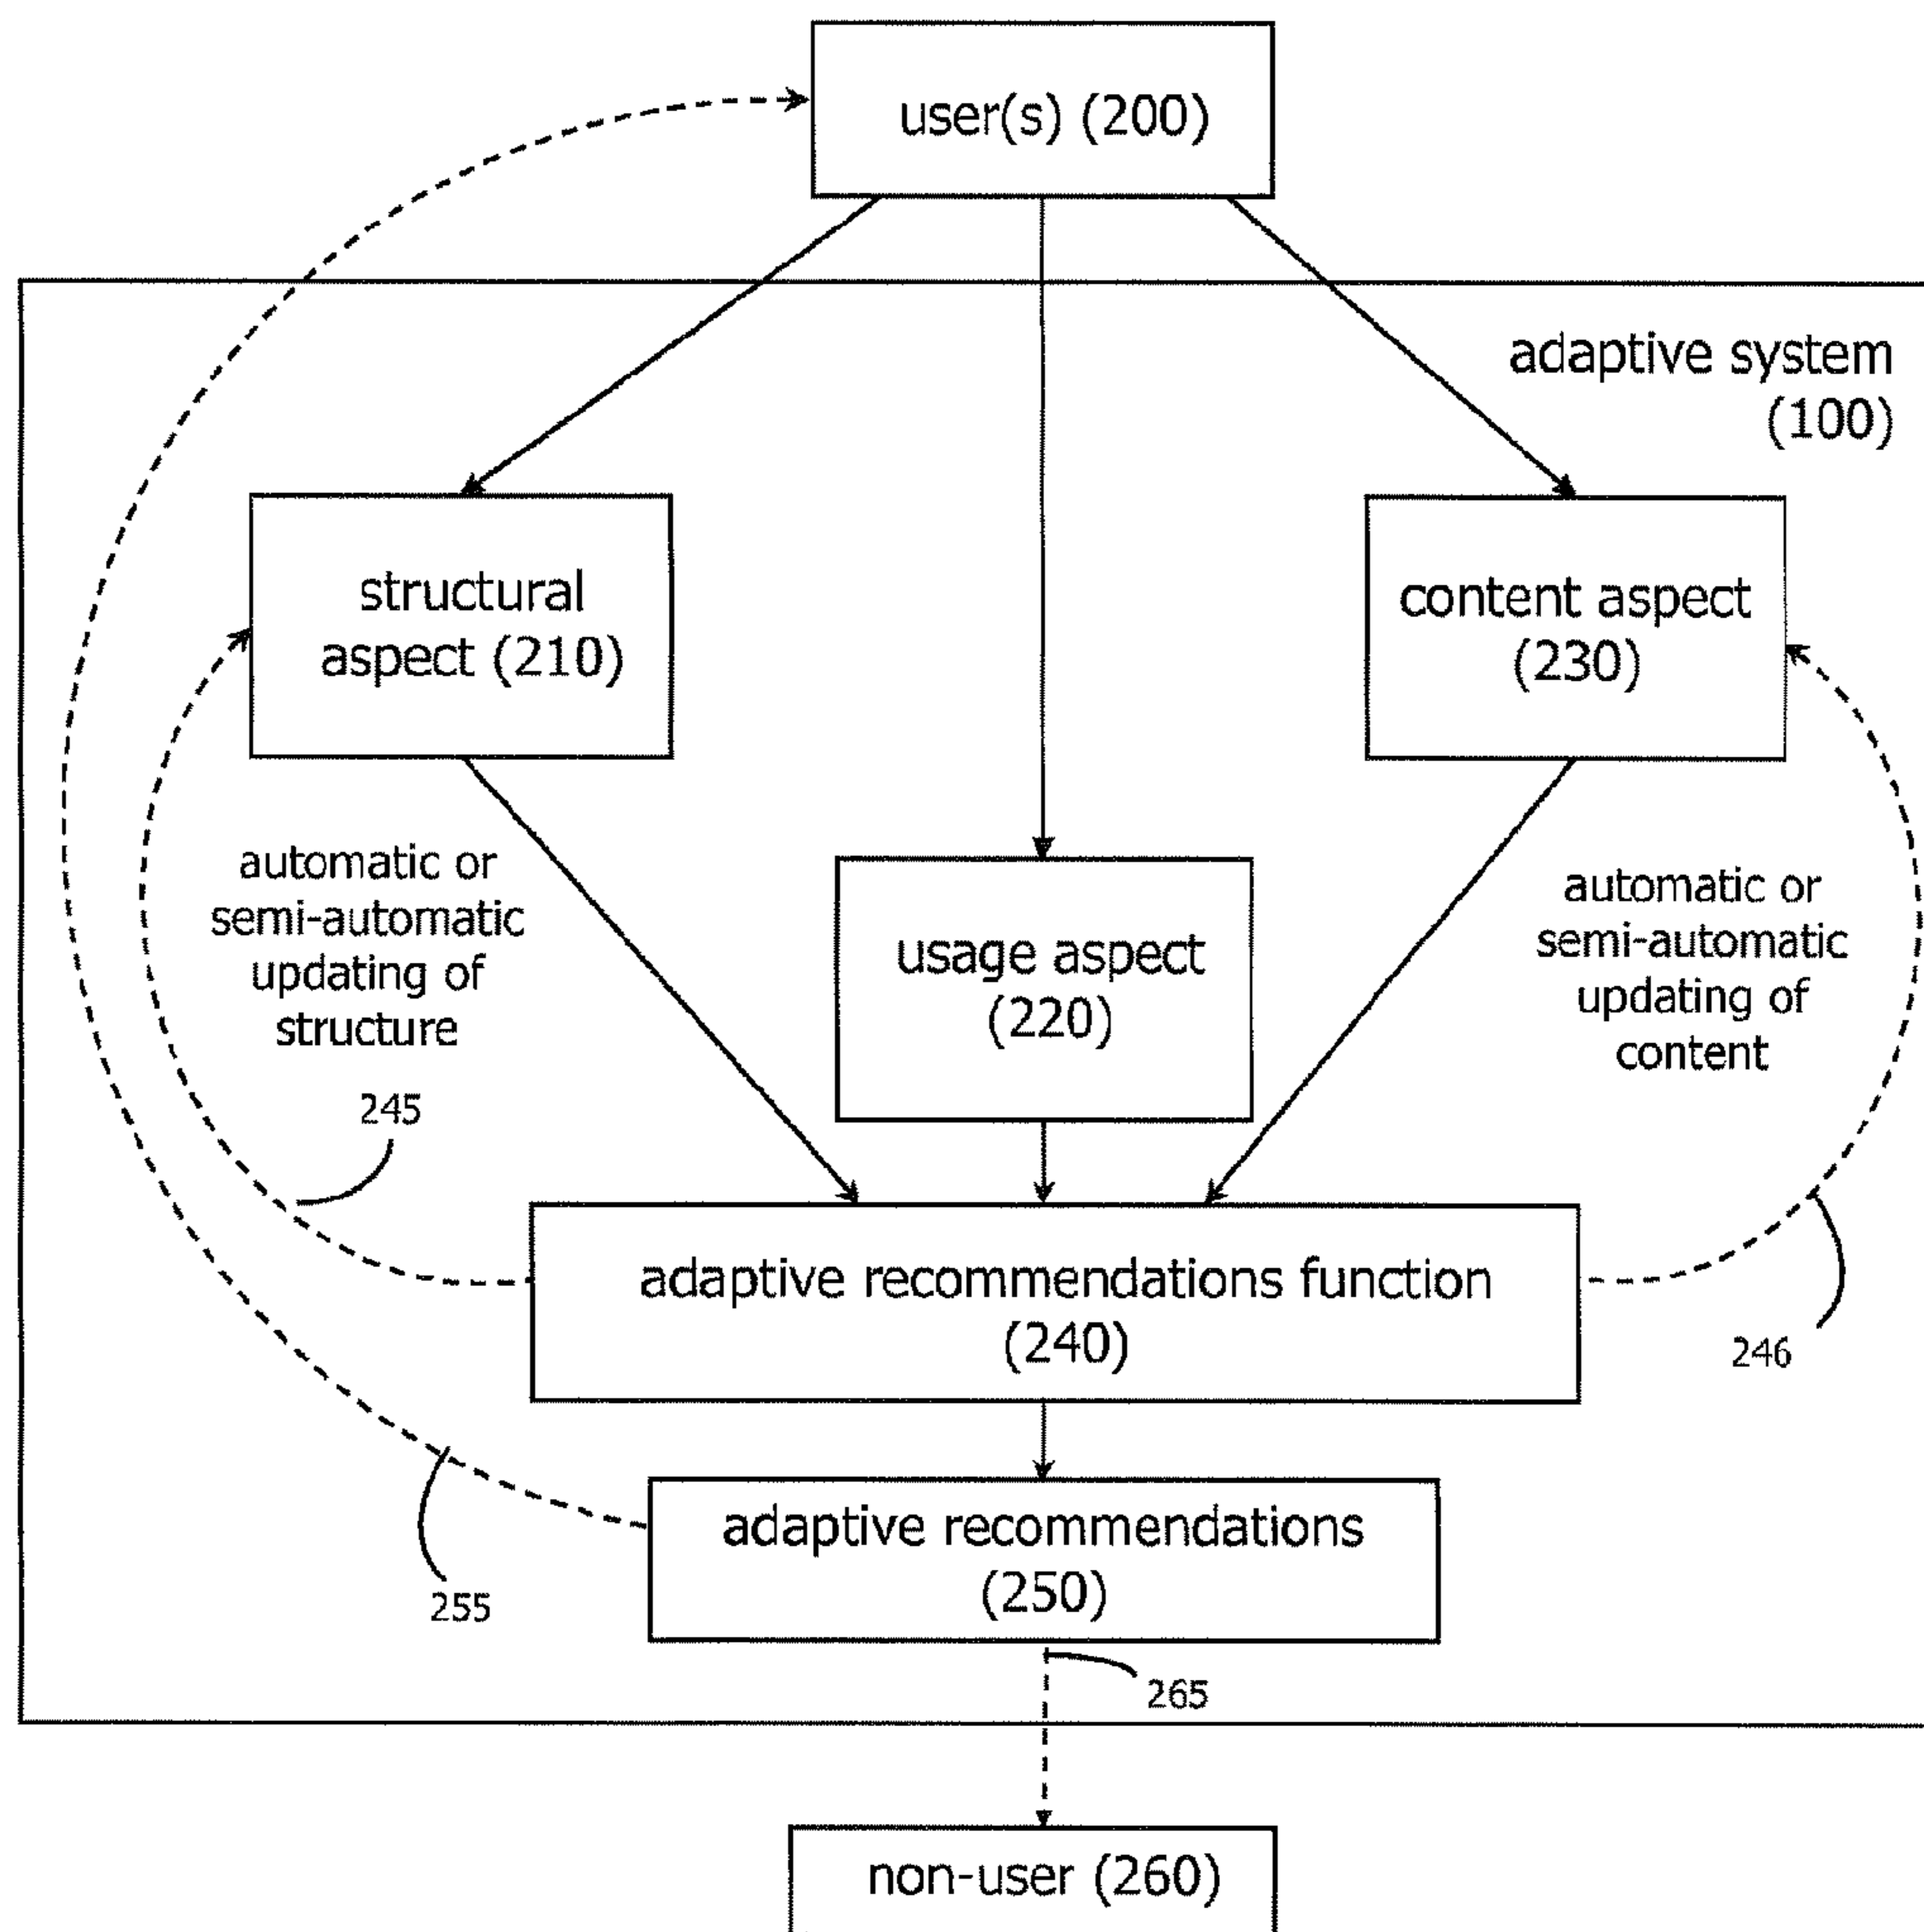 user(s) (200)
adaptive system
(100)
structural
aspect (210)
content aspect
(230)
automatic or
semi-automatic
updating of
structure
245
usage aspect
(220)
automatic or
semi-automatic
updating of
content
246
adaptive recommendations function
(240)
adaptive recommendations
(250)
255
265
non-user (260)